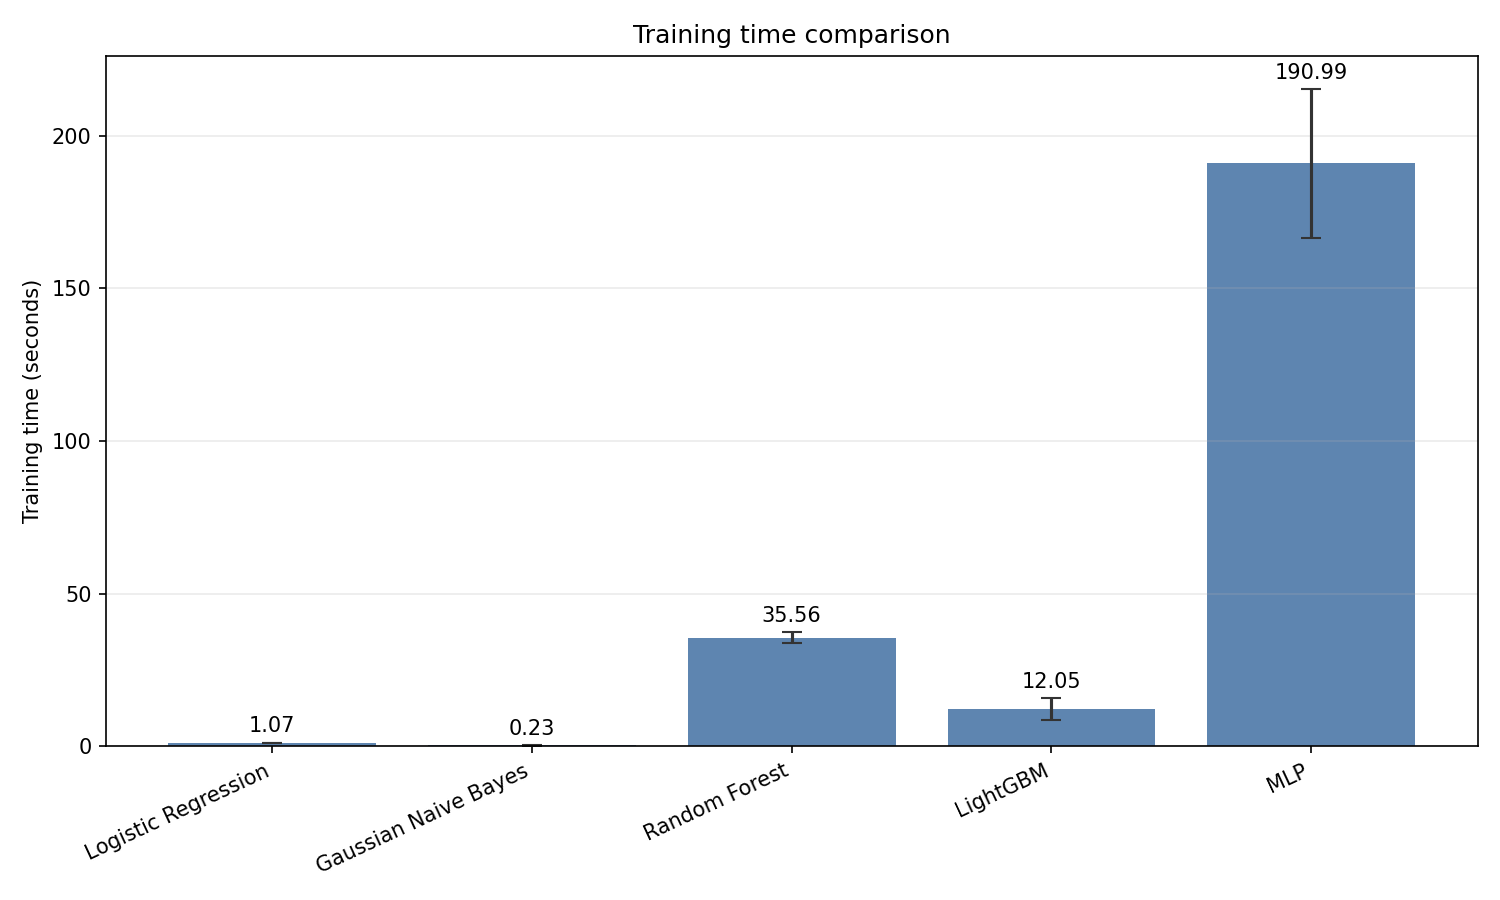 Training time comparison
Training time (seconds)
200
150
100
50
0
1.07
0.23
35.56
12.05
190.99
Logistic Regression
Gaussian Naive Bayes
Random Forest
LightGBM
MLP